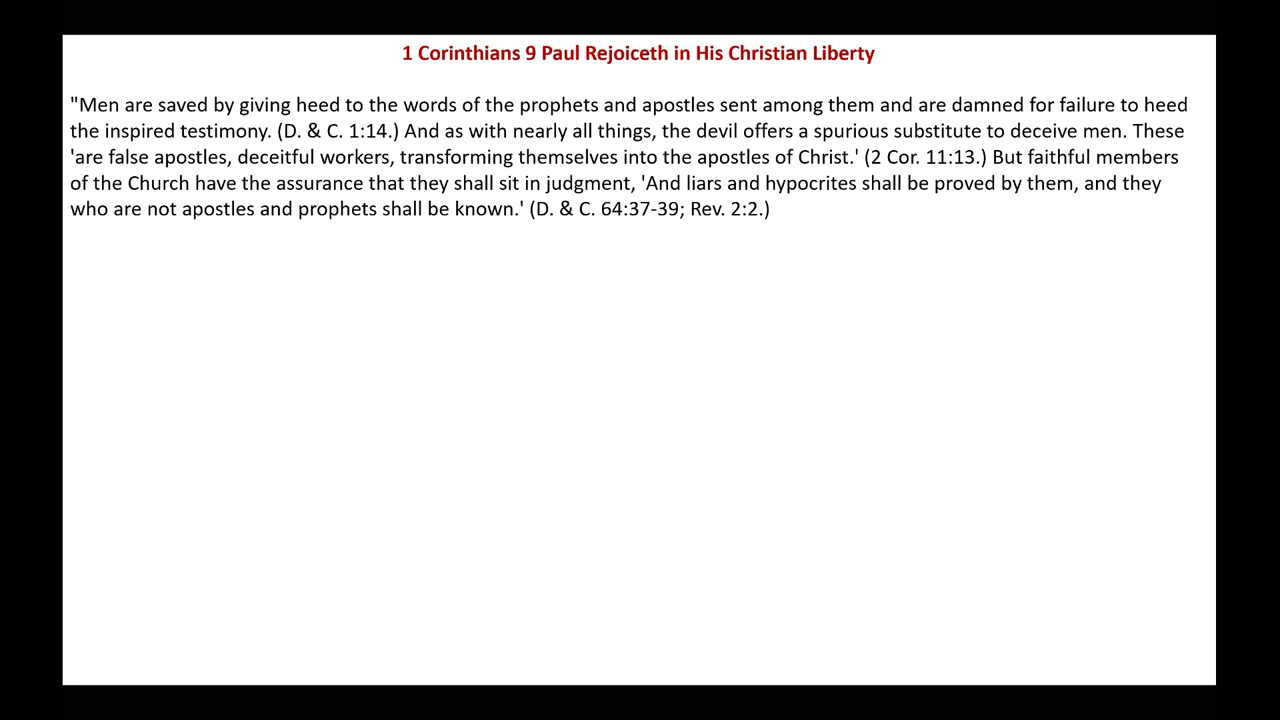 1 Corinthians 9 Paul Rejoiceth in His Christian Liberty
"Men are saved by giving heed to the words of the prophets and apostles sent among them and are damned for failure to heed
the inspired testimony. (D. & C. 1:14.) And as with nearly all things, the devil offers a spurious substitute to deceive men. These
'are false apostles, deceitful workers, transforming themselves into the apostles of Christ.' (2 Cor. 11:13.) But faithful members
of the Church have the assurance that they shall sit in judgment, 'And liars and hypocrites shall be proved by them, and they
who are not apostles and prophets shall be known.' (D. & C. 64:37-39; Rev. 2:2.)